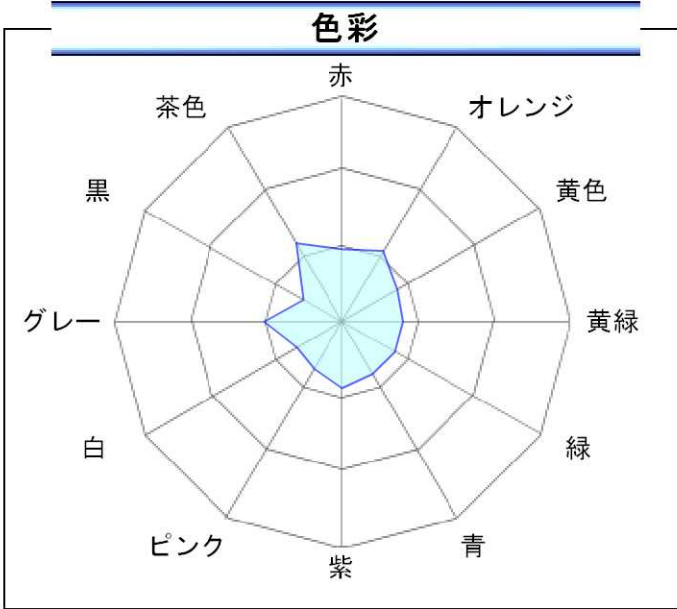 色彩
赤
オレンジ
黄色
黄緑
緑
青
紫
ピンク
白
グレー
黒
茶色